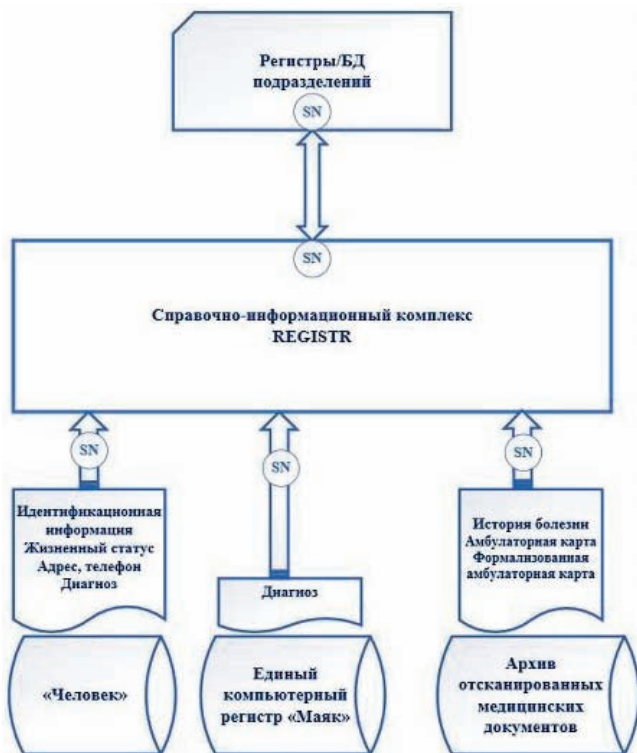 Регистры/БД
подразделений
SN
SN
Справочно-информационный комплекс
REGISTR
SN
SN
SN
Идентификационная
информация
Жизненный статус
Адрес, телефон
Диагноз
Диагноз
История болезни
Амбулаторная карта
Формализованная
амбулаторная карта
«Человек»
Единый
компьютерный
регистр «Маяк»
Архив
отсканированных
медицинских
документов